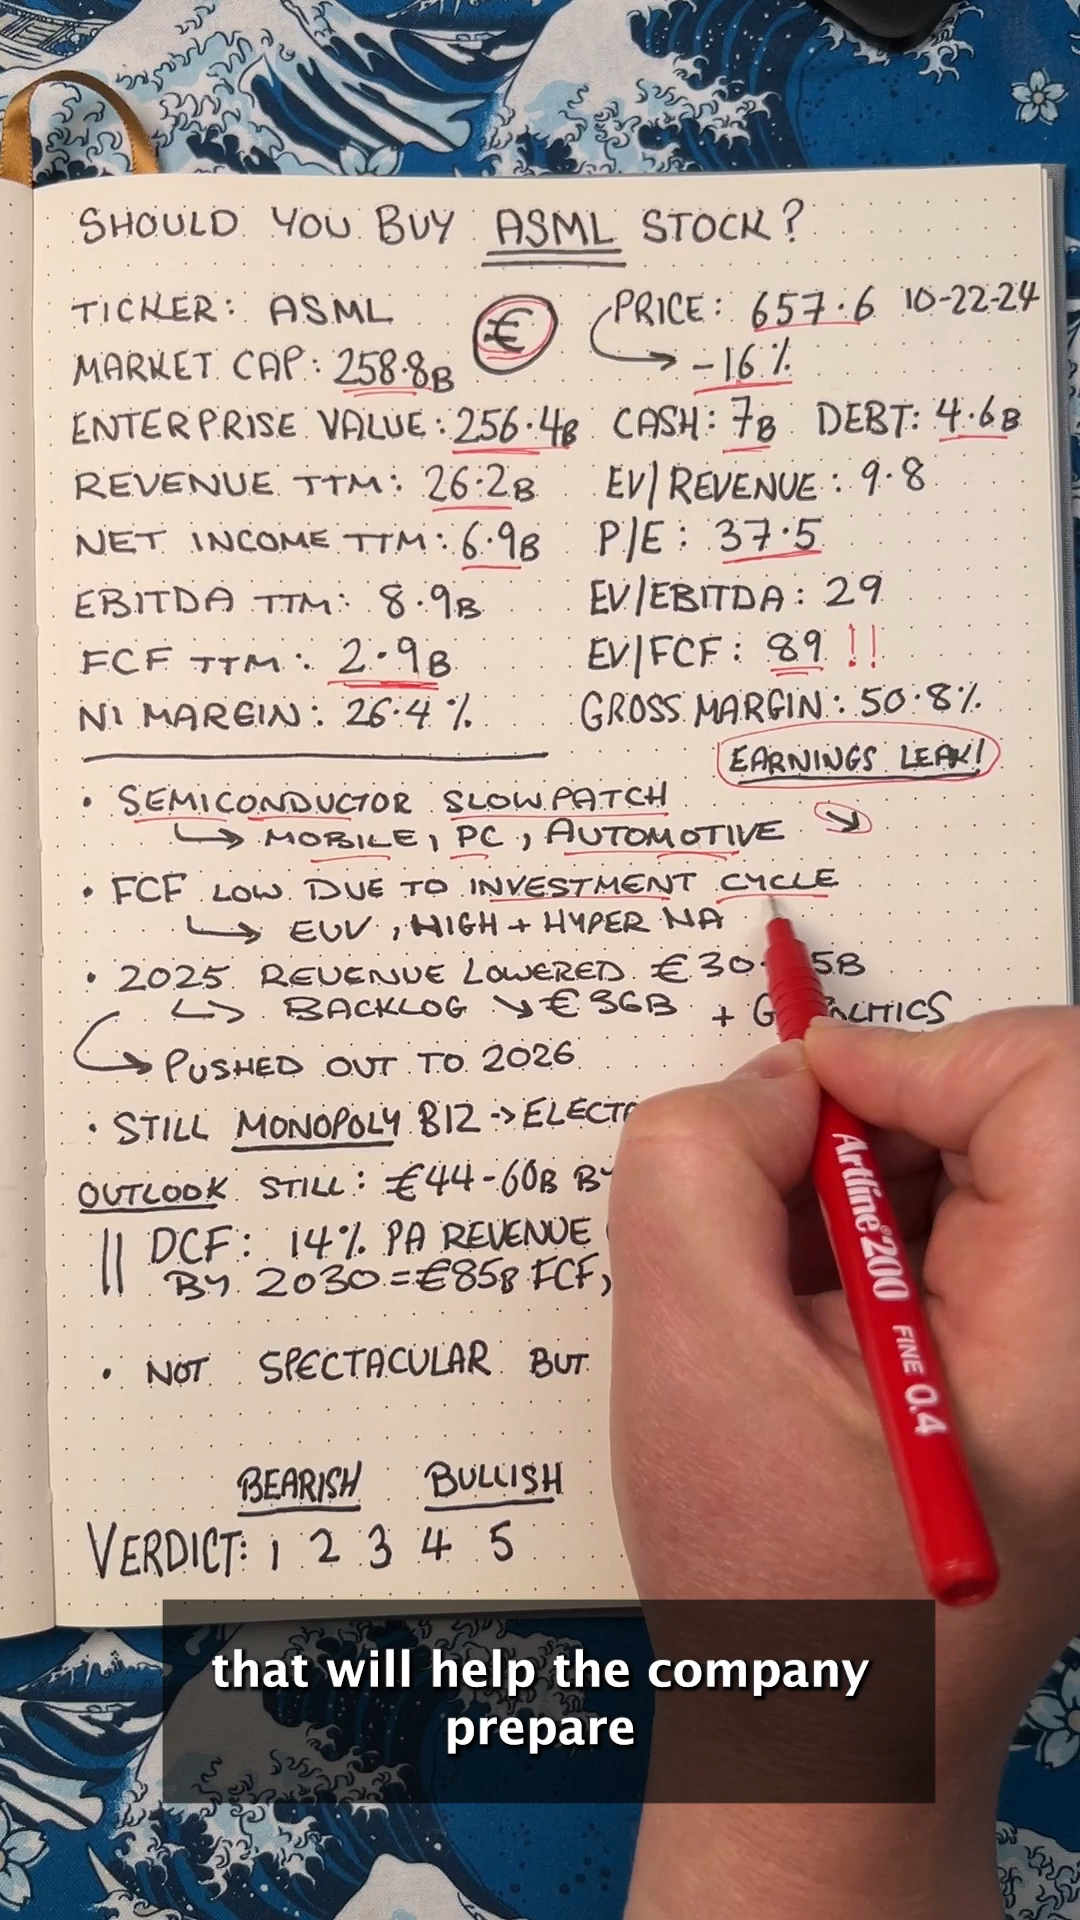 SHOULD YOU BUY ASML STOCK?
TICKER: ASML € PRICE: 657.6 10-22-24
MARKET CAP: 258.8B -16%
ENTERPRISE VALUE: 256.4B CASH: 7B DEBT: 4.6B
REVENUE TTM: 26.2B EV/REVENUE: 9.8
NET INCOME TTM: 6.9B P/E: 37.5
EBITDA TTM: 8.9B EV/EBITDA: 29
FCF TTM: 2.9B EV/FCF: 89 !!
NI MARGIN: 26.4% GROSS MARGIN: 50.8%
EARNINGS LEAK!
• SEMICONDUCTOR SLOW PATCH
↳ MOBILE, PC, AUTOMOTIVE ↘
• FCF LOW DUE TO INVESTMENT CYCLE
↳ EUV, HIGH + HYPER NA
• 2025 REVENUE LOWERED €30- 5B
↳ BACKLOG ↘ €36B +
→ PUSHED OUT TO 2026
• STILL MONOPOLY BIZ →
OUTLOOK STILL: €44-60B
|| DCF: 14% PA REVENUE
BY 2030 = €85B FCF,
• NOT SPECTACULAR BUT
BEARISH BULLISH
VERDICT: 1 2 3 4 5
Artline 200 FINE 0.4
that will help the company
prepare